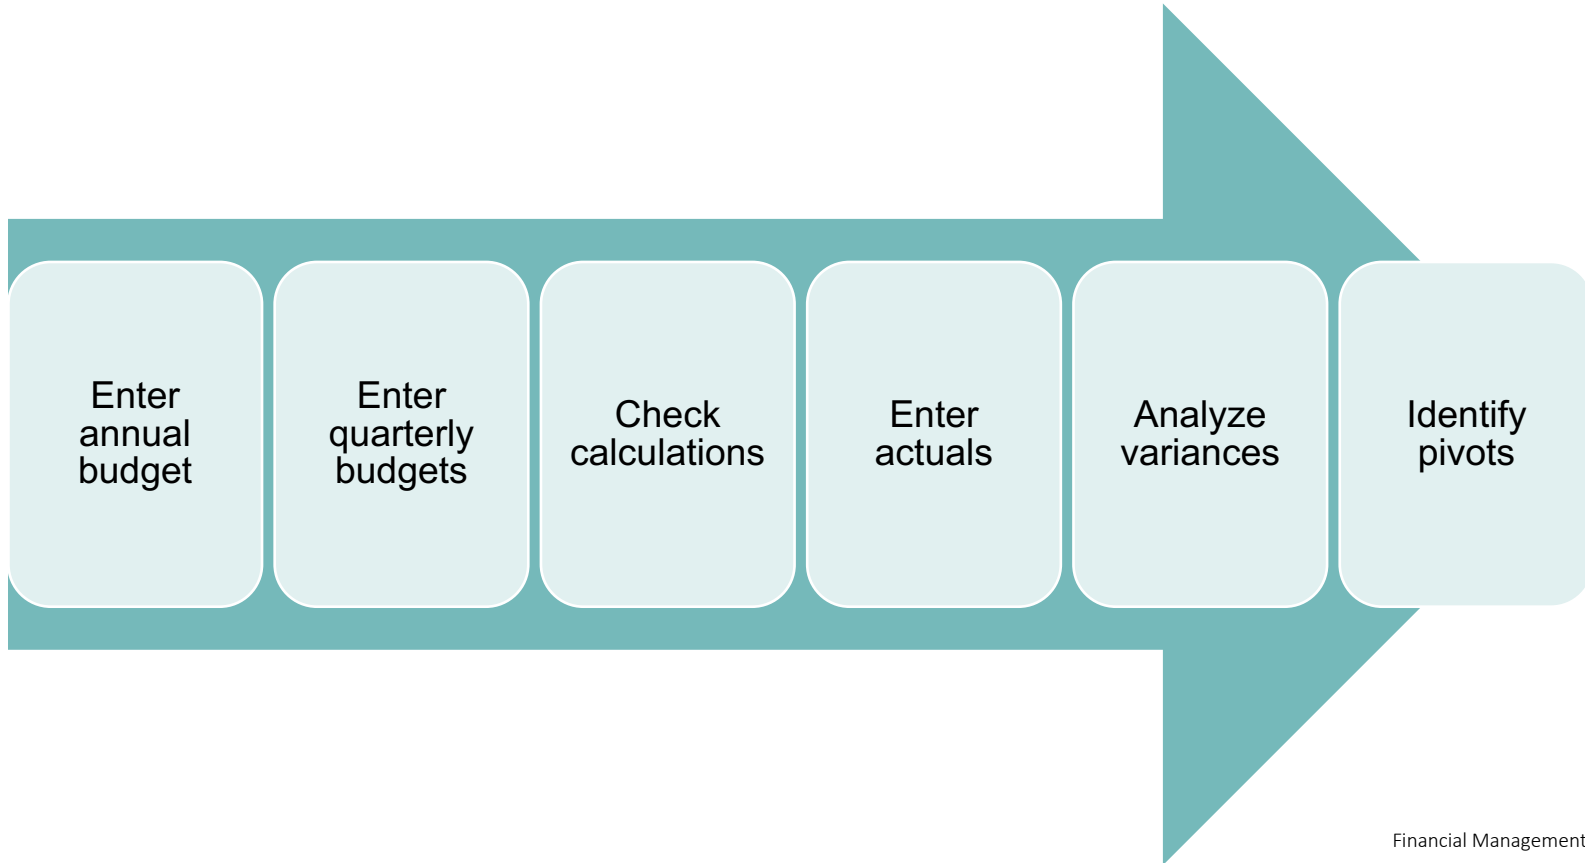 Enter
annual
budget
Enter
quarterly
budgets
Check
calculations
Enter
actuals
Analyze
variances
Identify
pivots
Financial Management